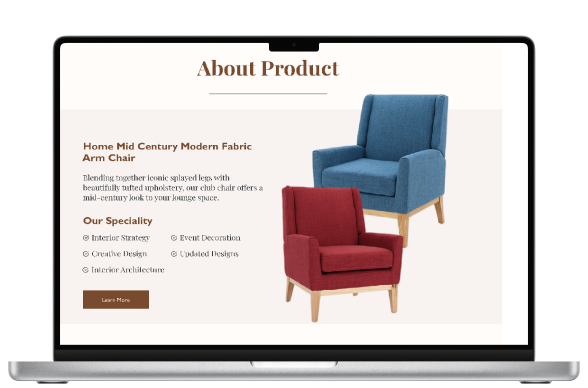 About Product
Home Mid Century Modern Fabric
Arm Chair
Blending together iconic splayed legs with
beautifully tufted upholstery, our club chair offers a
mid-century look to your lounge space.
Our Speciality
Interior Strategy
Event Decoration
Creative Design
Updated Designs
Interior Architecture
Learn More